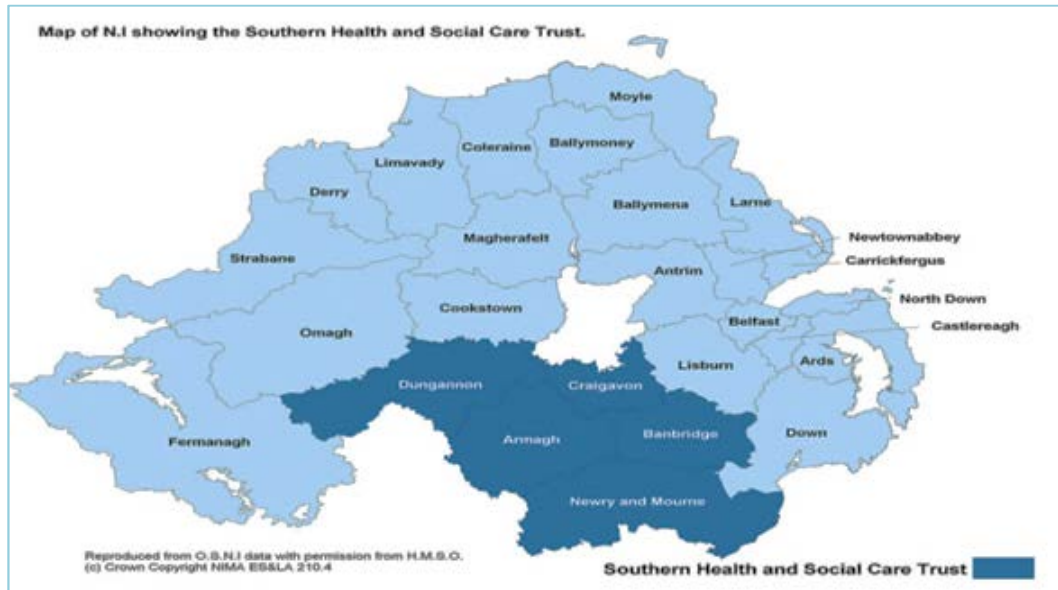 Map of N.I showing the Southern Health and Social Care Trust.
Moyle
Coleraine
Ballymoney
Limavady
Derry
Ballymena
Larne
Magherafelt
Newtownabbey
Strabane
Carrickfergus
Antrim
Cookstown
North Down
Omagh
Belfast
Castlereagh
Lisburn
Ards
Dungannon
Craigavon
Fermanagh
Armagh
Banbridge
Down
Newry and Mourne
Reproduced from O.S.N.I data with permission from H.M.S.O.
(c) Crown Copyright NIMA ES&LA 210.4
Southern Health and Social Care Trust